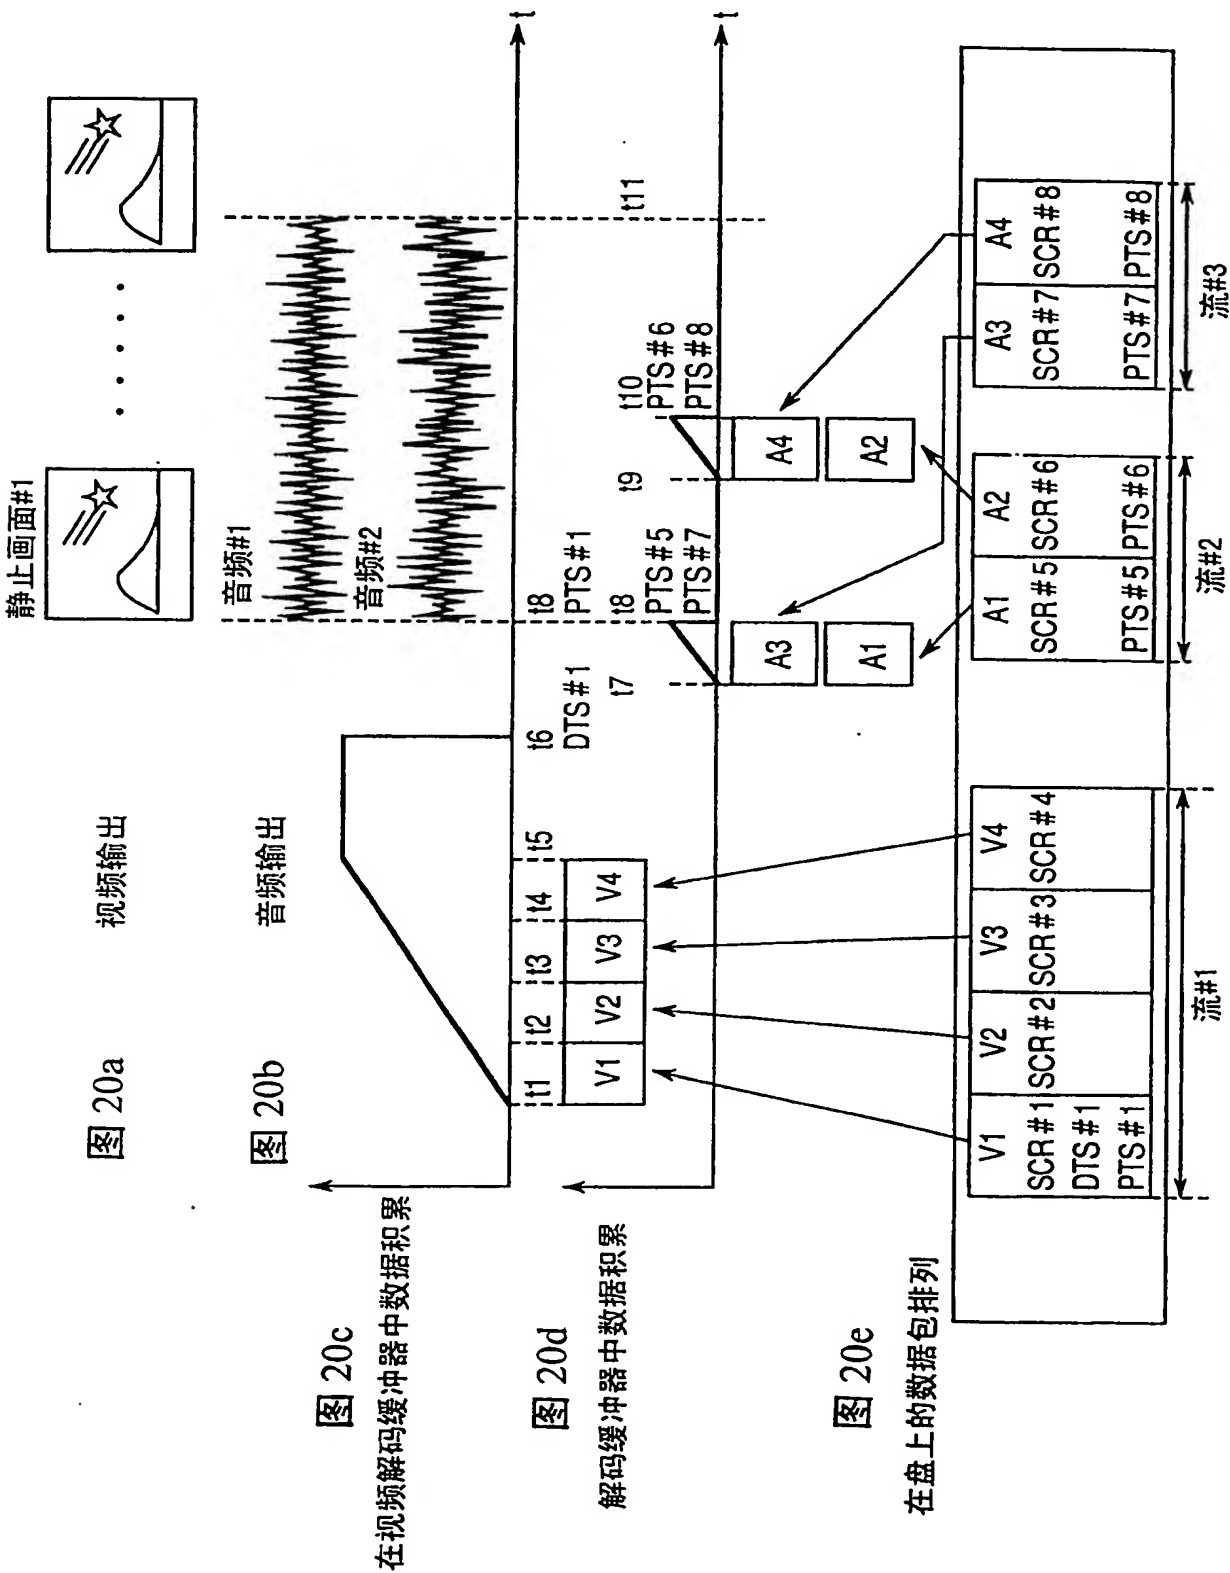 图 20a
视频输出
静止画面#1
图 20b
音频输出
音频#1
音频#2
图 20c
在视频解码缓冲器中数据积累
t
t1
t2
t3
t4
t5
t6
DTS#1
t8
PTS#1
t11
V1
V2
V3
V4
图 20d
解码缓冲器中数据积累
t
t7
t8
PTS#5
PTS#7
t9
t10
PTS#6
PTS#8
A3
A4
A1
A2
图 20e
在盘上的数据包排列
V1
V2
V3
V4
A1
A2
A3
A4
SCR#1
SCR#2
SCR#3
SCR#4
SCR#5
SCR#6
SCR#7
SCR#8
DTS#1
PTS#1
PTS#5
PTS#6
PTS#7
PTS#8
流#1
流#2
流#3